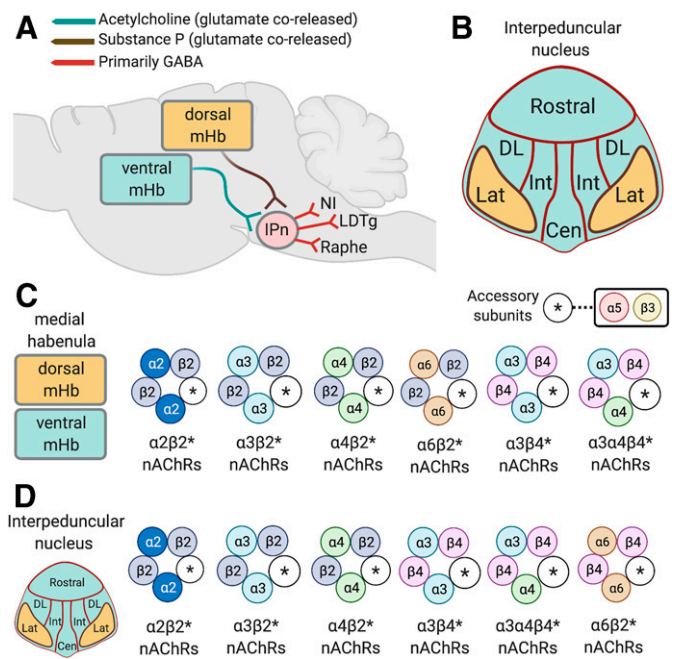 A
Acetylcholine (glutamate co-released)
Substance P (glutamate co-released)
Primarily GABA
dorsal
mHb
ventral
mHb
IPn
NI
LDTg
Raphe
B
Interpeduncular
nucleus
Rostral
DL
DL
Int
Int
Lat
Lat
Cen
C
Accessory
subunits
*
α5
β3
medial
habenula
dorsal
mHb
ventral
mHb
α2 β2
β2 *
α2
α2β2*
nAChRs
α3 β2
β2 *
α3
α3β2*
nAChRs
α4 β2
β2 *
α4
α4β2*
nAChRs
α6 β2
β2 *
α6
α6β2*
nAChRs
α3 β4
β4 *
α3
α3β4*
nAChRs
α3 β4
β4 *
α4
α3α4β4*
nAChRs
D
Interpeduncular
nucleus
Rostral
DL
DL
Int
Int
Lat
Lat
Cen
α2 β2
β2 *
α2
α2β2*
nAChRs
α3 β2
β2 *
α3
α3β2*
nAChRs
α4 β2
β2 *
α4
α4β2*
nAChRs
α3 β4
β4 *
α3
α3β4*
nAChRs
α3 β4
β4 *
α4
α3α4β4*
nAChRs
α6 β4
β4 *
α6
α6β2*
nAChRs